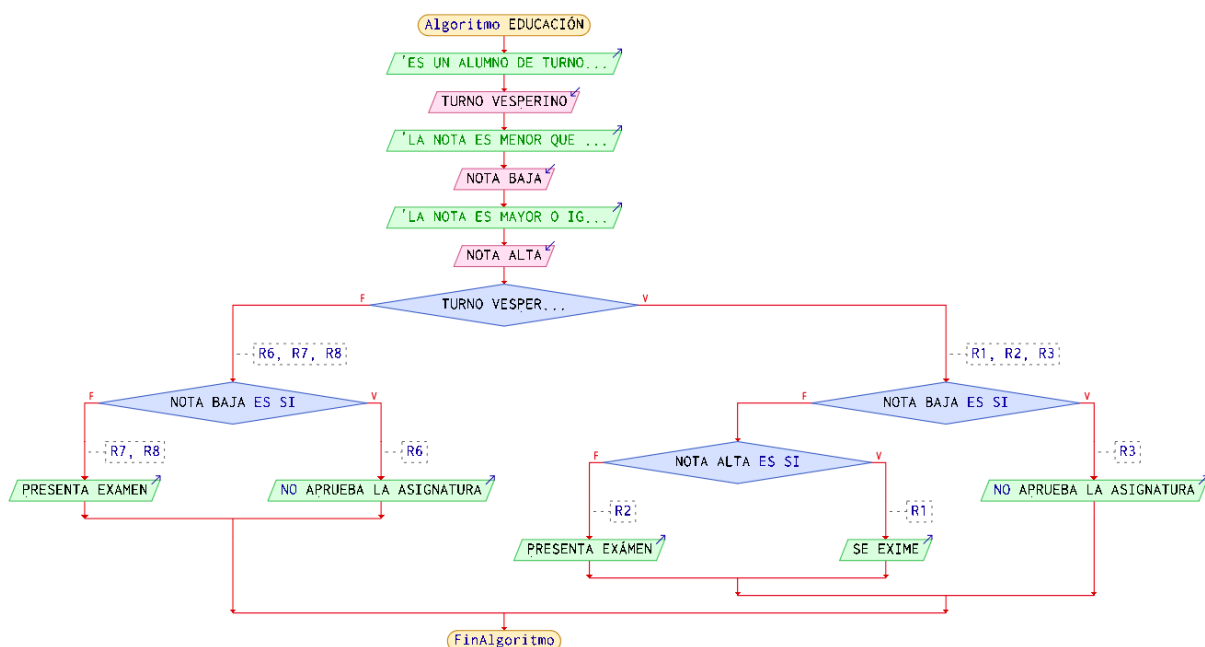 Algoritmo EDUCACIÓN
'ES UN ALUMNO DE TURNO...
TURNO VESPERINO
'LA NOTA ES MENOR QUE ...
NOTA BAJA
'LA NOTA ES MAYOR O IG...
NOTA ALTA
F TURNO VESPER... V
R6, R7, R8
R1, R2, R3
F NOTA BAJA ES SI V
F NOTA BAJA ES SI V
R7, R8
R6
F NOTA ALTA ES SI V
R3
PRESENTA EXAMEN
NO APRUEBA LA ASIGNATURA
NO APRUEBA LA ASIGNATURA
R2
R1
PRESENTA EXÁMEN
SE EXIME
FinAlgoritmo